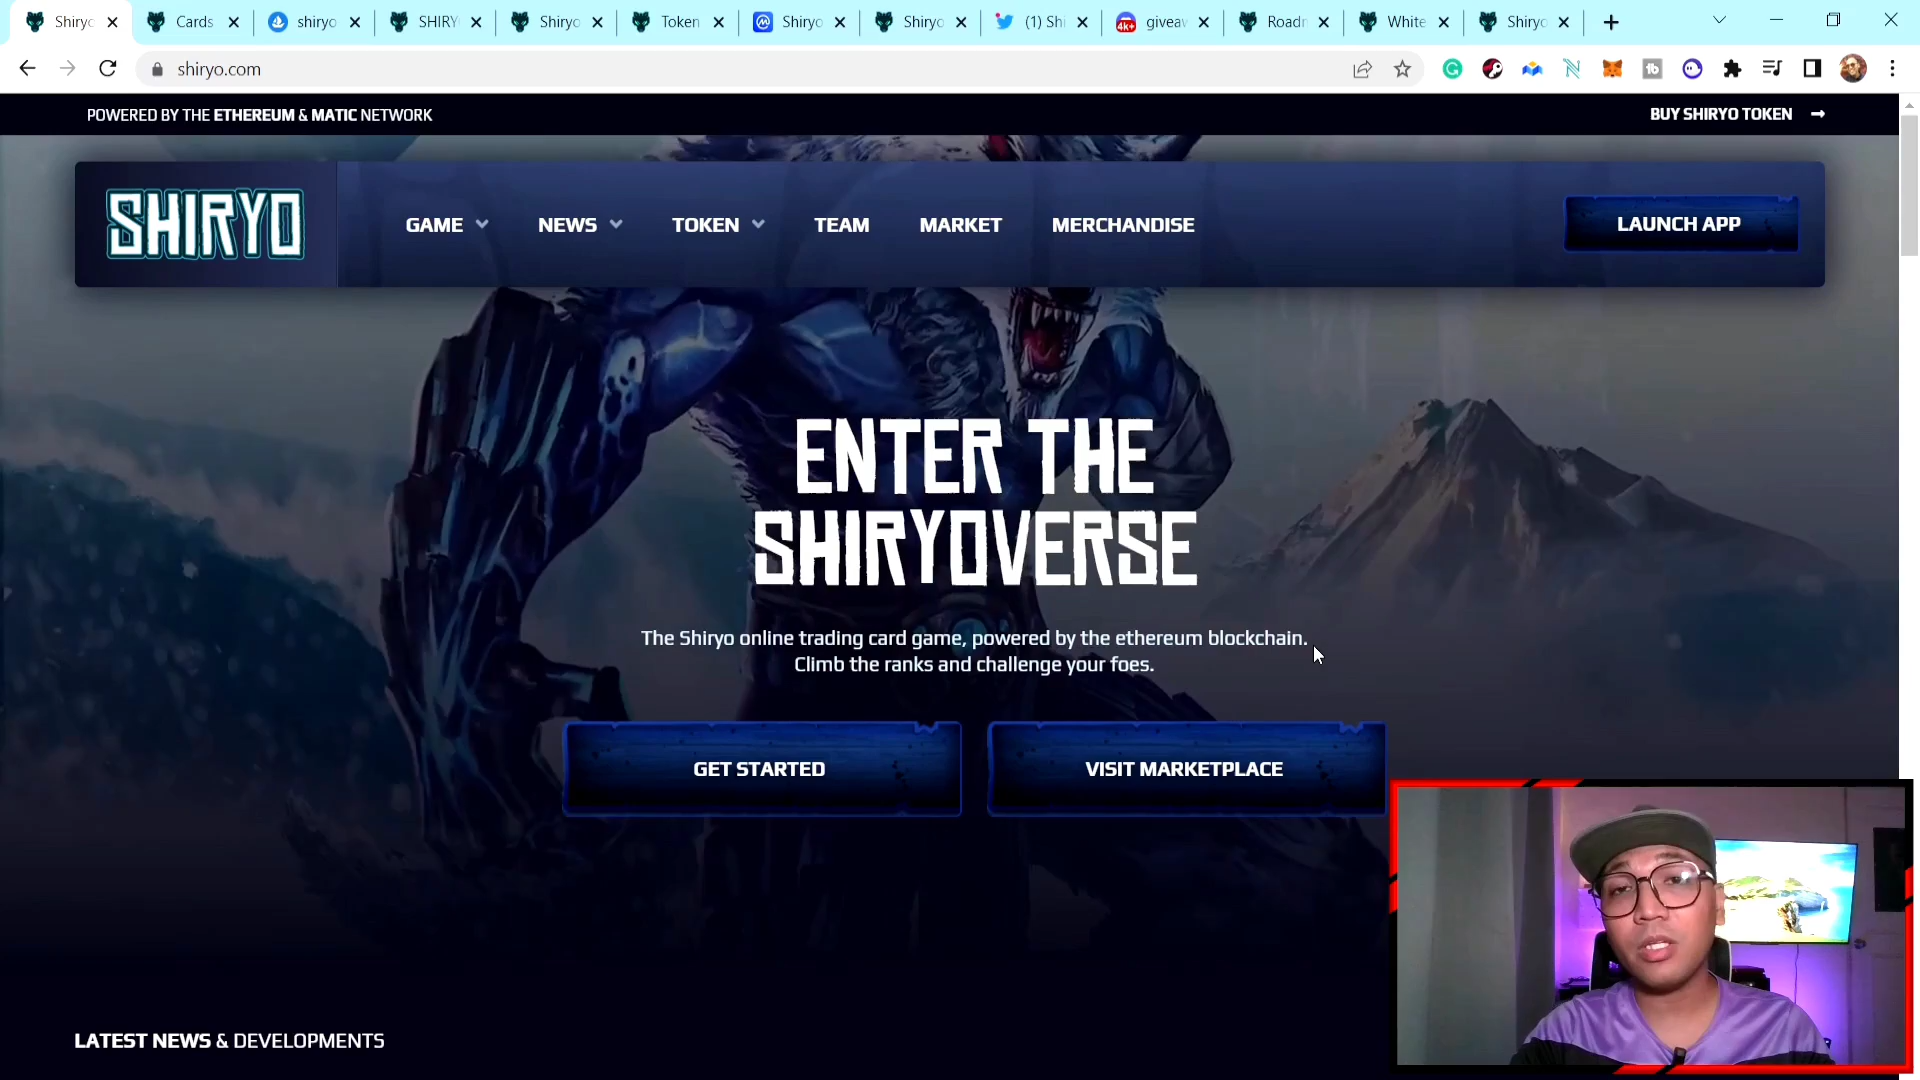 Shiryo
Cards
shiryo
SHIRY
Shiryo
Token
Shiryo
Shiryo
(1) Shi
4K+
giveaw
Roadm
White
Shiryo
shiryo.com
POWERED BY THE ETHEREUM & MATIC NETWORK
BUY SHIRYO TOKEN
SHIRYO
GAME
NEWS
TOKEN
TEAM
MARKET
MERCHANDISE
LAUNCH APP
ENTER THE
SHIRYOVERSE
The Shiryo online trading card game, powered by the ethereum blockchain.
Climb the ranks and challenge your foes.
GET STARTED
VISIT MARKETPLACE
LATEST NEWS & DEVELOPMENTS